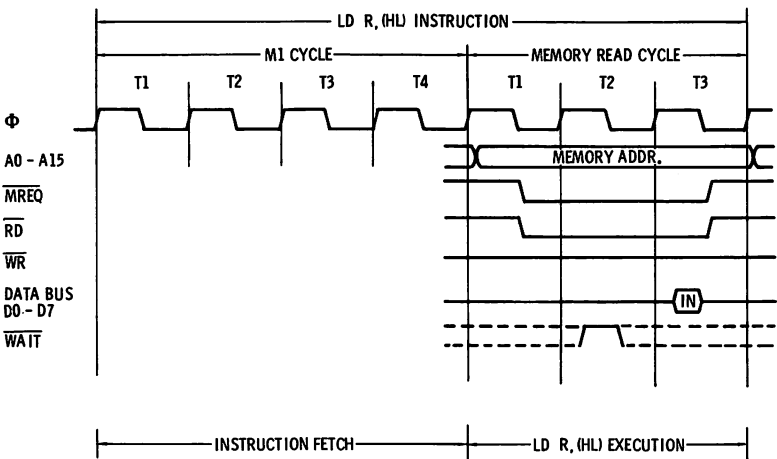 LD R, (HL) INSTRUCTION
M1 CYCLE
MEMORY READ CYCLE
T1 T2 T3 T4 T1 T2 T3
Φ
A0 - A15
MEMORY ADDR.
MREQ
RD
WR
DATA BUS
D0 - D7
IN
WAIT
INSTRUCTION FETCH
LD R, (HL) EXECUTION